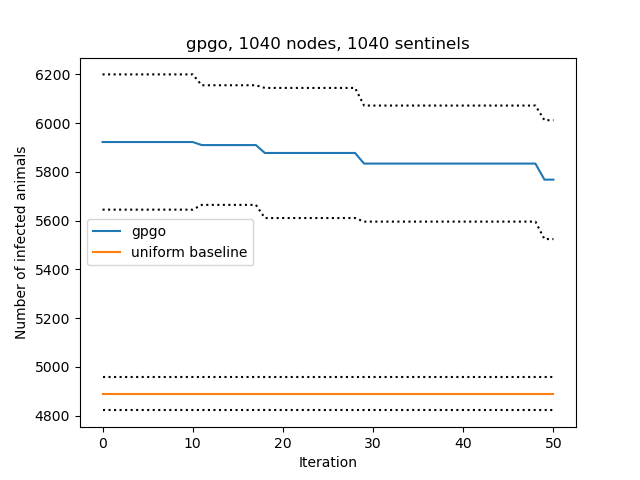 gpgo, 1040 nodes, 1040 sentinels
6200
6000
5800
5600
5400
5200
5000
4800
Number of infected animals
gpgo
uniform baseline
0 10 20 30 40 50
Iteration